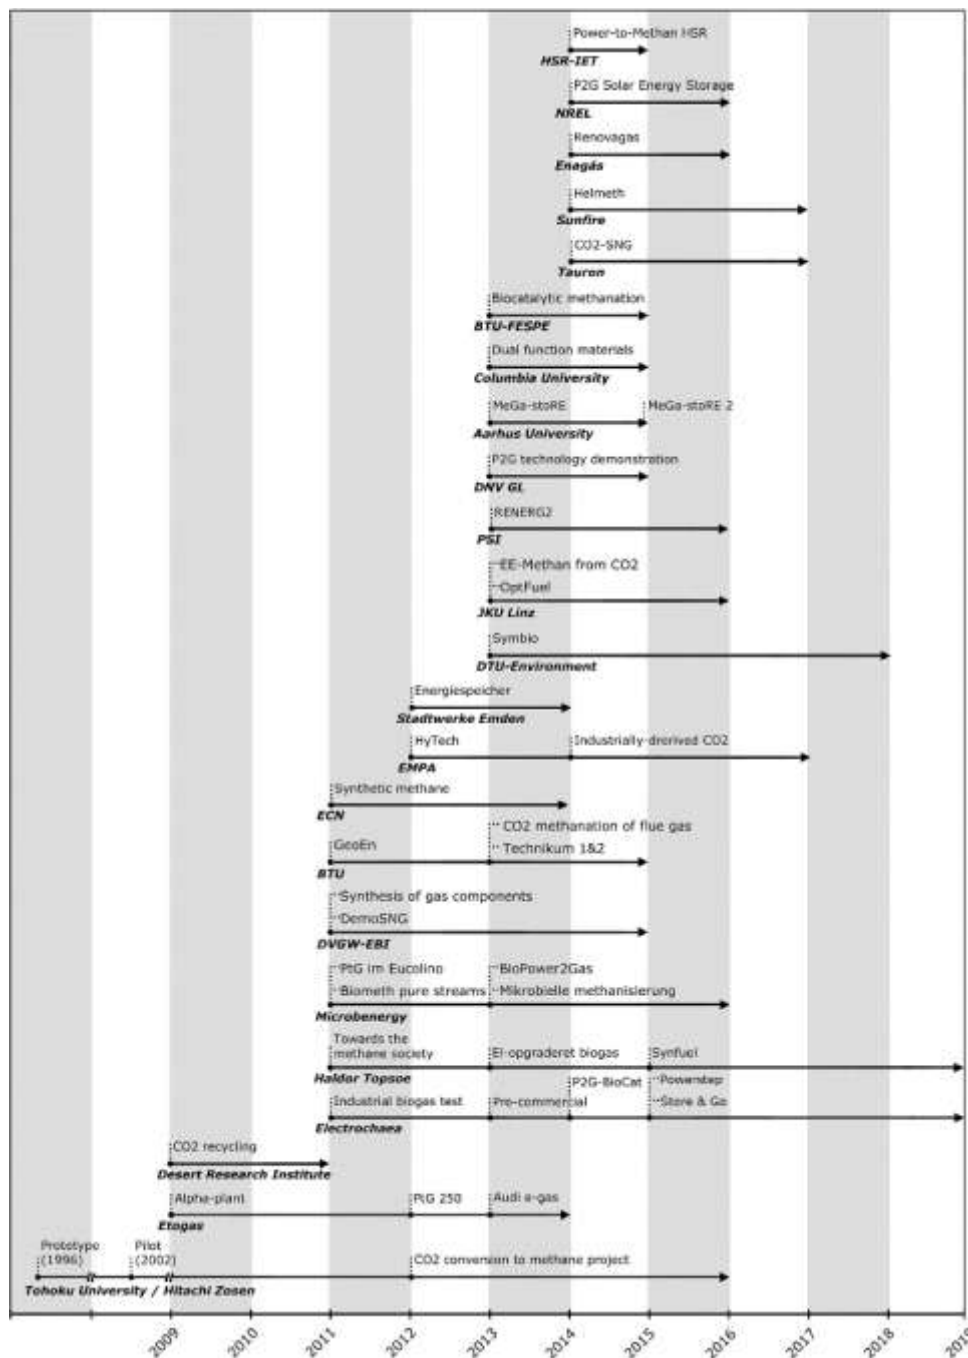 Power-to-Methan HSR
HSR-IET
P2G Solar Energy Storage
NREL
Renovagas
Enagás
Helmeth
Sunfire
CO2-SNG
Tauron
Biocatalytic methanation
BTU-FESPE
Dual function materials
Columbia University
MeGa-stoRE
MeGa-stoRE 2
Aarhus University
P2G technology demonstration
DNV GL
RENERG2
PSI
EE-Methan from CO2
OptFuel
JKU Linz
Symbio
DTU-Environment
Energiespeicher
Stadtwerke Emden
HyTech
Industrially-drorived CO2
EMPA
Synthetic methane
ECN
CO2 methanation of flue gas
GeoEn
Technikum 1&2
BTU
Synthesis of gas components
DemoSNG
DVGW-EBI
PtG im Eucolino
BioPower2Gas
Biometh pure streams
Mikrobielle methanisierung
Microbenergy
Towards the
methane society
El-opgraderet biogas
Synfuel
Haldor Topsoe
P2G-BioCat
Powerstep
Industrial biogas test
Pre-commercial
Store & Go
Electrochaea
CO2 recycling
Desert Research Institute
Alpha-plant
PtG 250
Audi e-gas
Etogas
Prototype
(1996)
Pilot
(2002)
CO2 conversion to methane project
Tohoku University / Hitachi Zosen
2009
2010
2011
2012
2013
2014
2015
2016
2017
2018